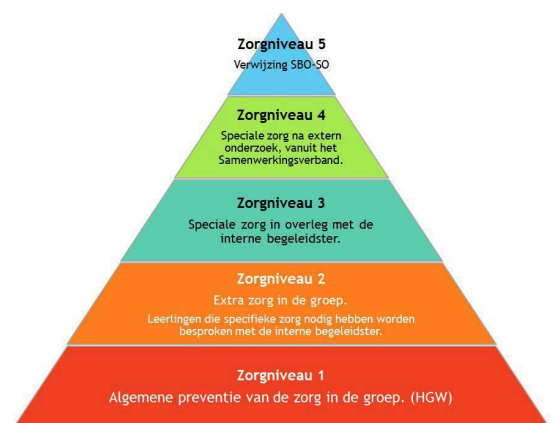 Zorgniveau 5
Verwijzing SBO-SO
Zorgniveau 4
Speciale zorg na extern
onderzoek, vanuit het
Samenwerkingsverband.
Zorgniveau 3
Speciale zorg in overleg met de
interne begeleidster.
Zorgniveau 2
Extra zorg in de groep.
Leerlingen die specifieke zorg nodig hebben worden
besproken met de interne begeleidster.
Zorgniveau 1
Algemene preventie van de zorg in de groep. (HGW)